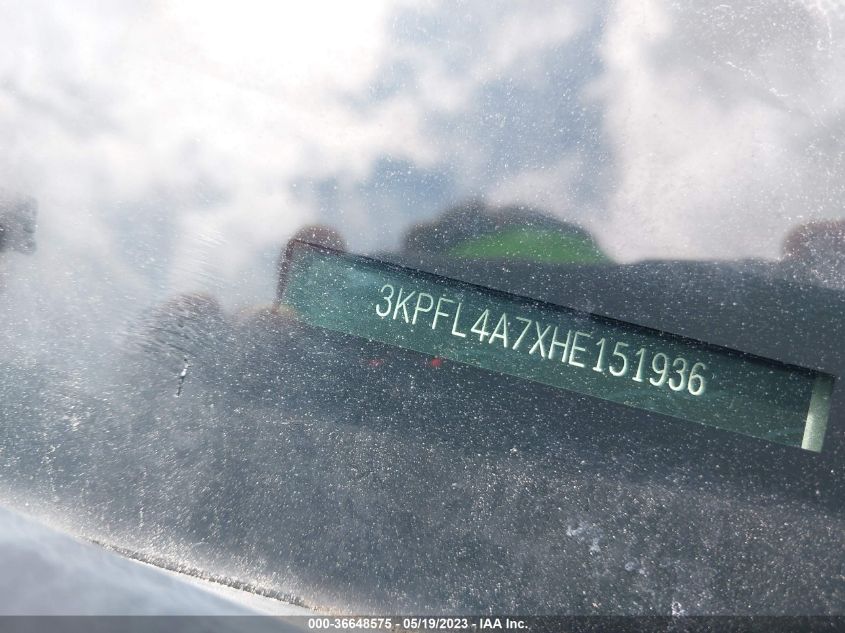 3KPFL4A7XHE151936
000-36648575 - 05/19/2023 - IAA Inc.